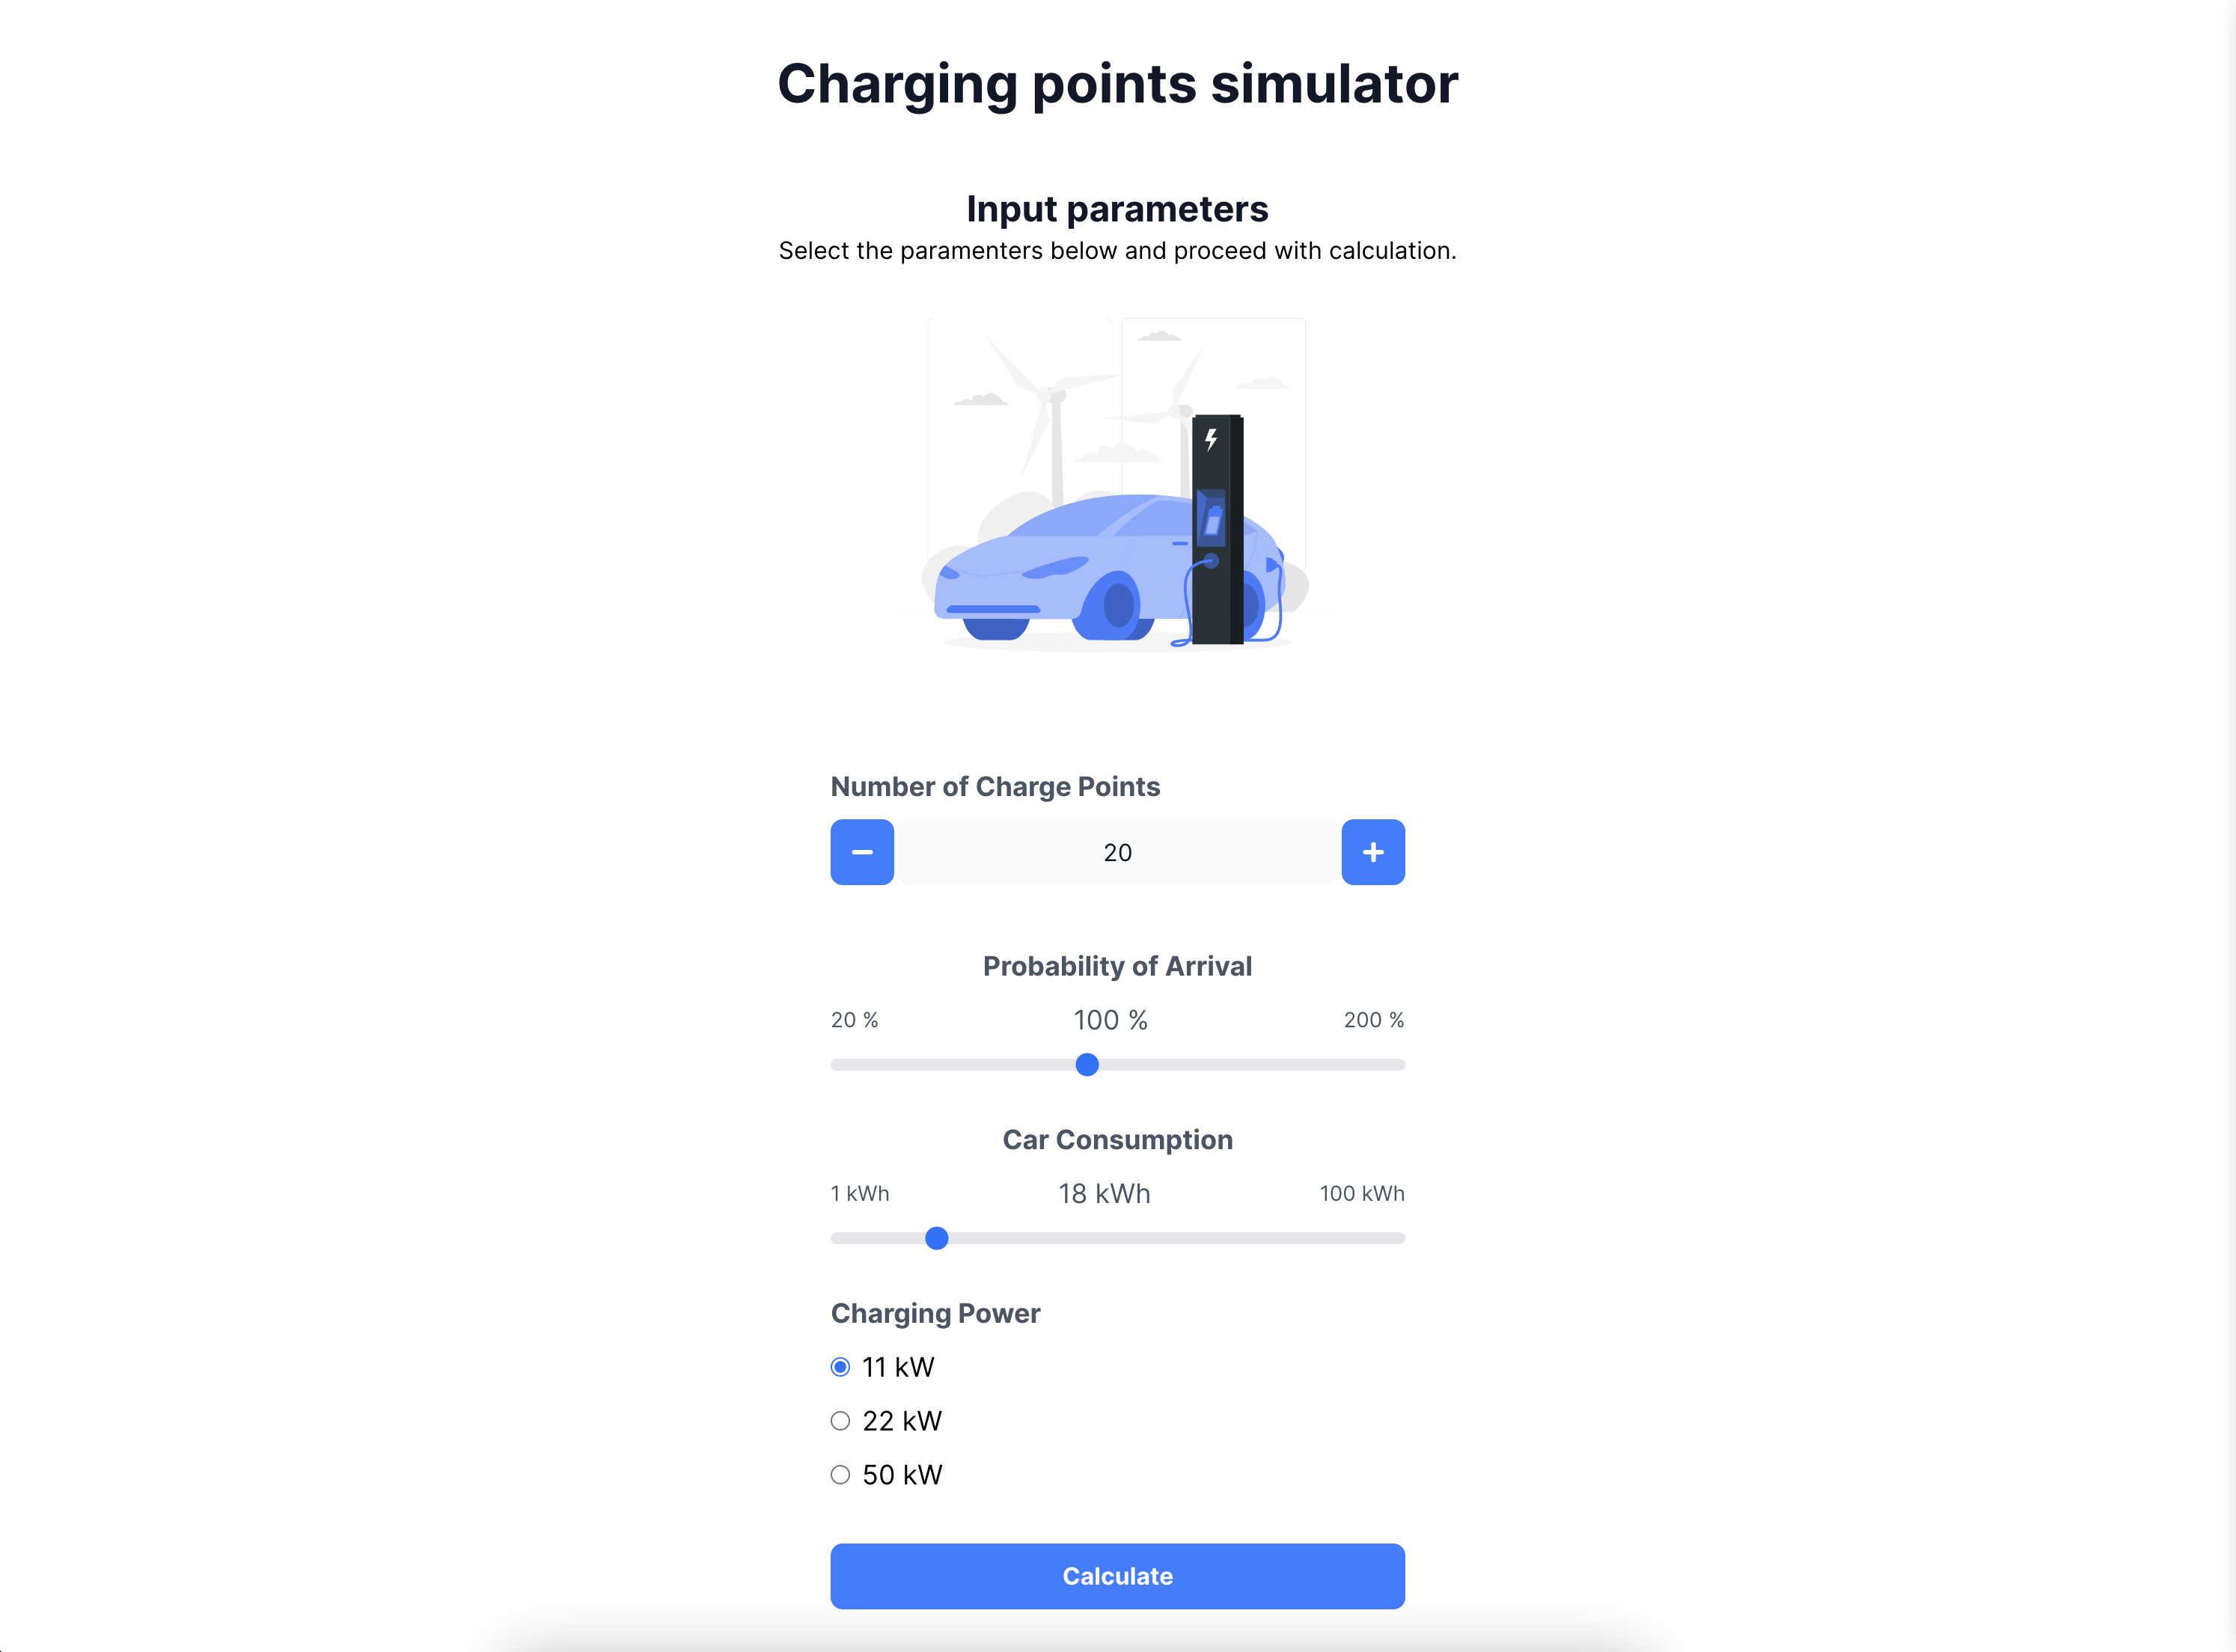 Charging points simulator
Input parameters
Select the paramenters below and proceed with calculation.
Number of Charge Points
20
Probability of Arrival
20 % 100 % 200 %
Car Consumption
1 kWh 18 kWh 100 kWh
Charging Power
11 kW
22 kW
50 kW
Calculate